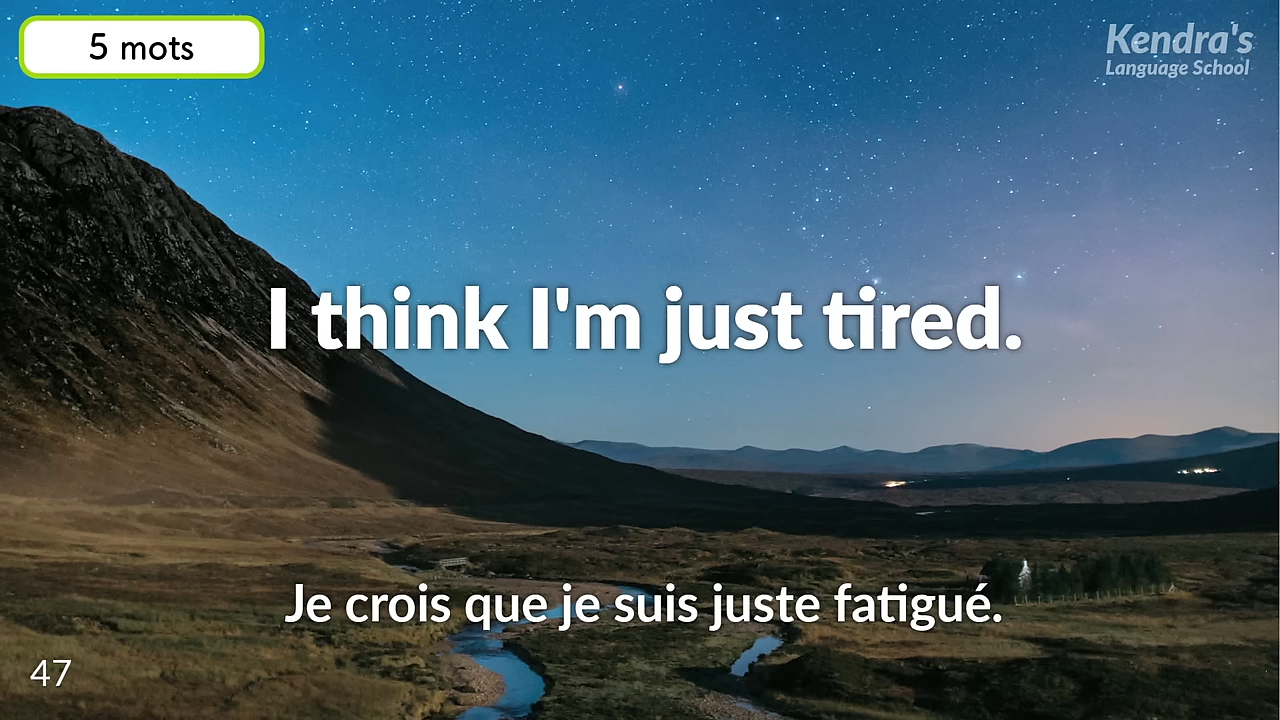 5 mots
Kendra's
Language School
I think I'm just tired.
Je crois que je suis juste fatigué.
47